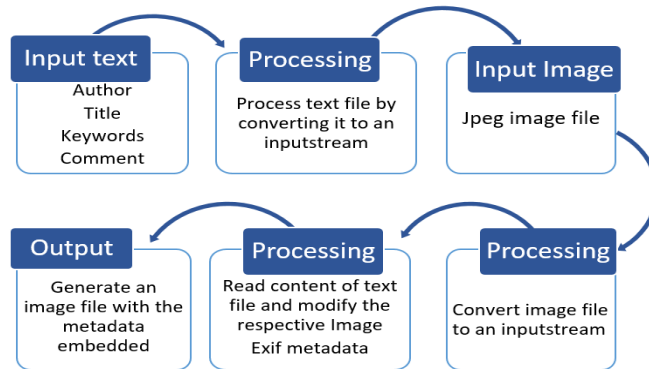 Input text
Author
Title
Keywords
Comment
Processing
Process text file by
converting it to an
inputstream
Input Image
Jpeg image file
Processing
Convert image file
to an inputstream
Processing
Read content of text
file and modify the
respective Image
Exif metadata
Output
Generate an
image file with the
metadata
embedded